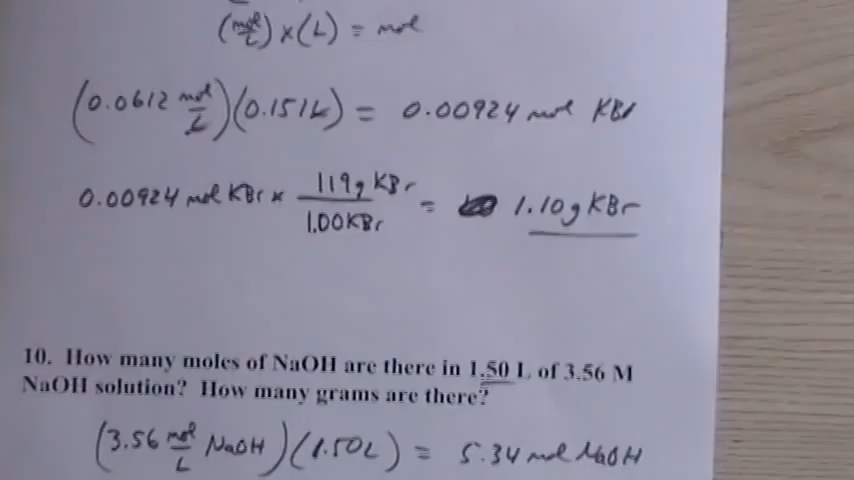 (mol/L) x (L) = mol
(0.0612 mol/L)(0.151L) = 0.00924 mol KBr
0.00924 mol KBr x 119g KBr / 1.00KBr = 1.10g KBr
10. How many moles of NaOH are there in 1.50 L of 3.56 M
NaOH solution? How many grams are there?
(3.56 mol/L NaOH)(1.50L) = 5.34 mol NaOH